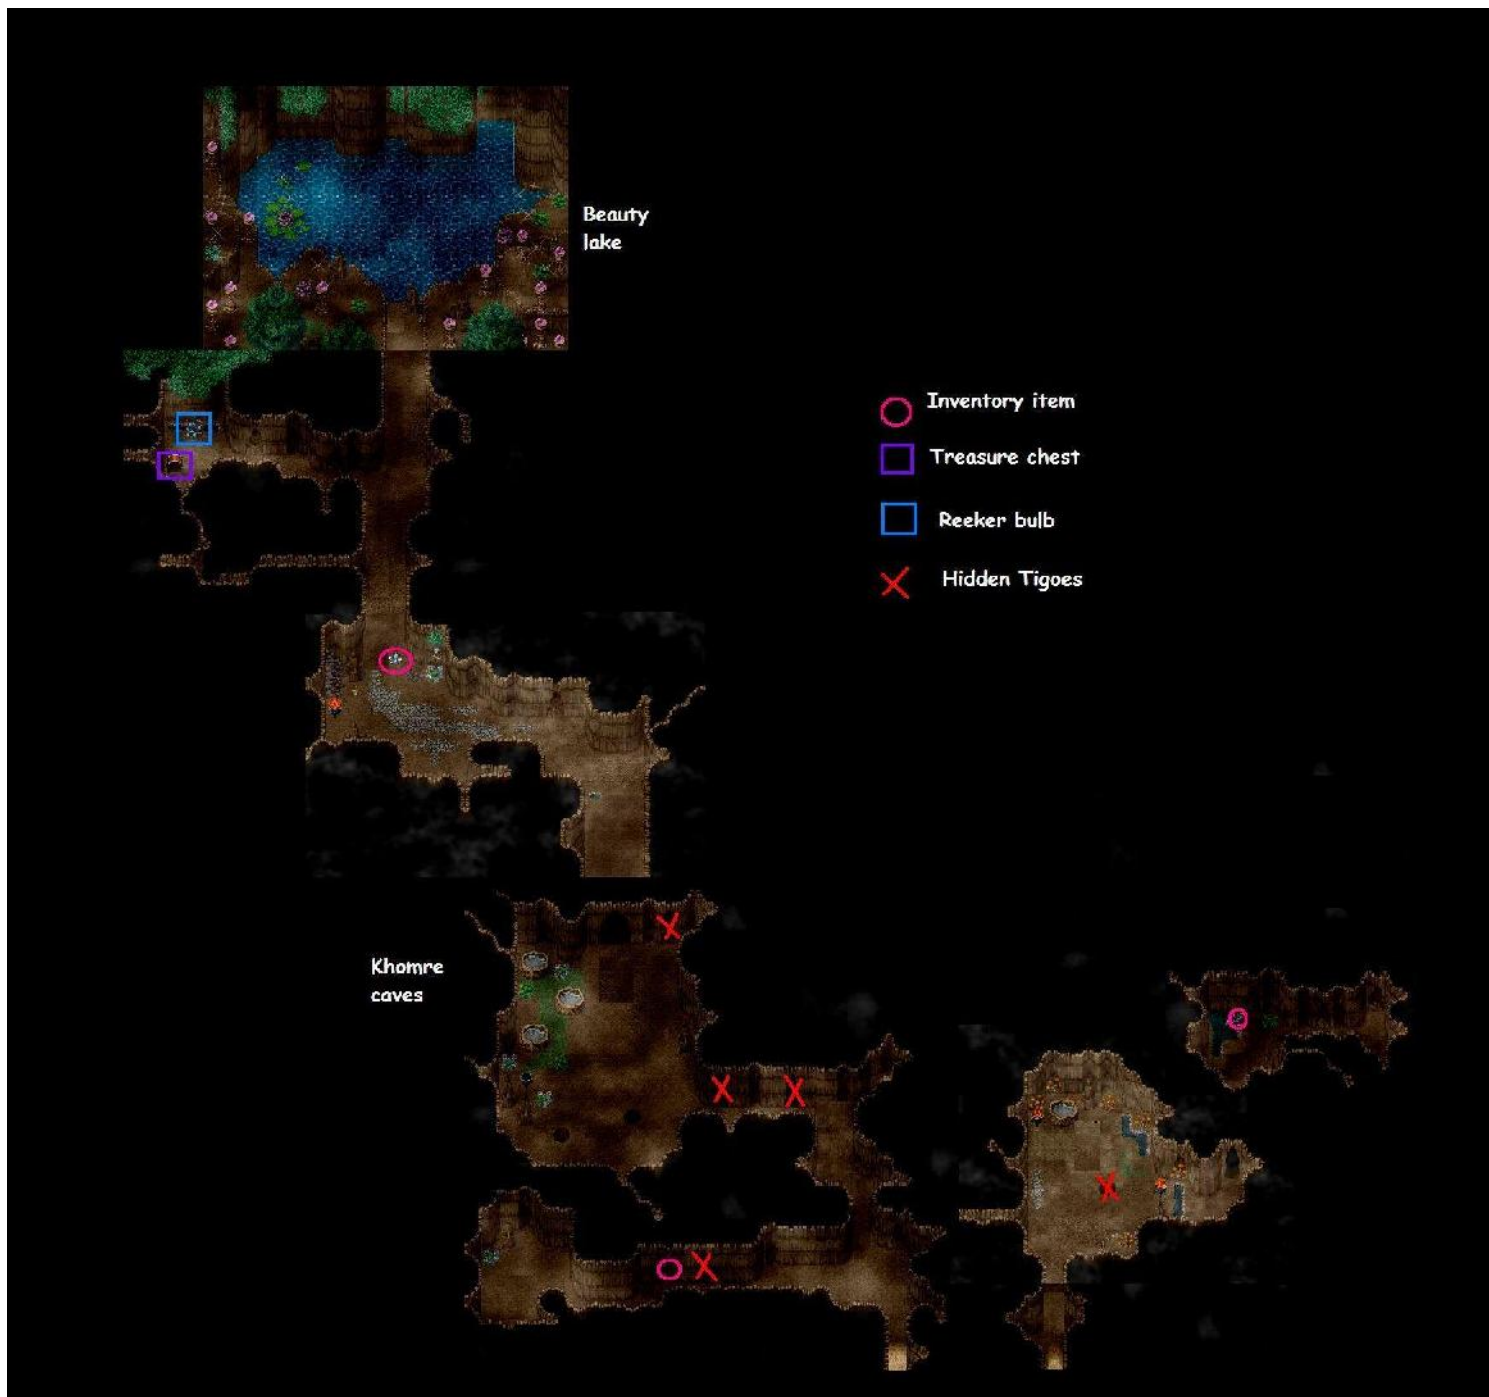 Beauty
lake
Inventory item
Treasure chest
Reeker bulb
Hidden Tigoes
Khomre
caves